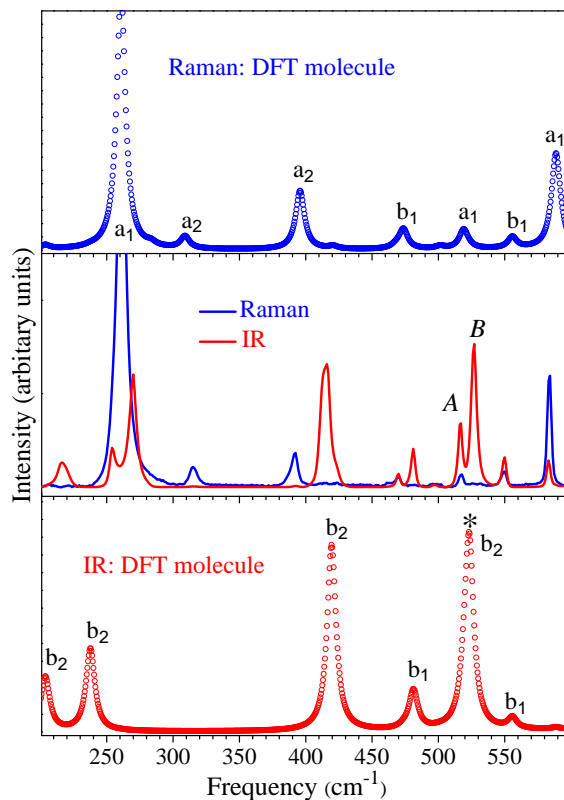 Raman: DFT molecule
a₁
a₂
a₂
b₁
a₁
b₁
a₁
Intensity (arbitary units)
Raman
IR
A
B
IR: DFT molecule
b₂
b₂
b₂
b₁
*
b₂
b₁
250 300 350 400 450 500 550
Frequency (cm⁻¹)